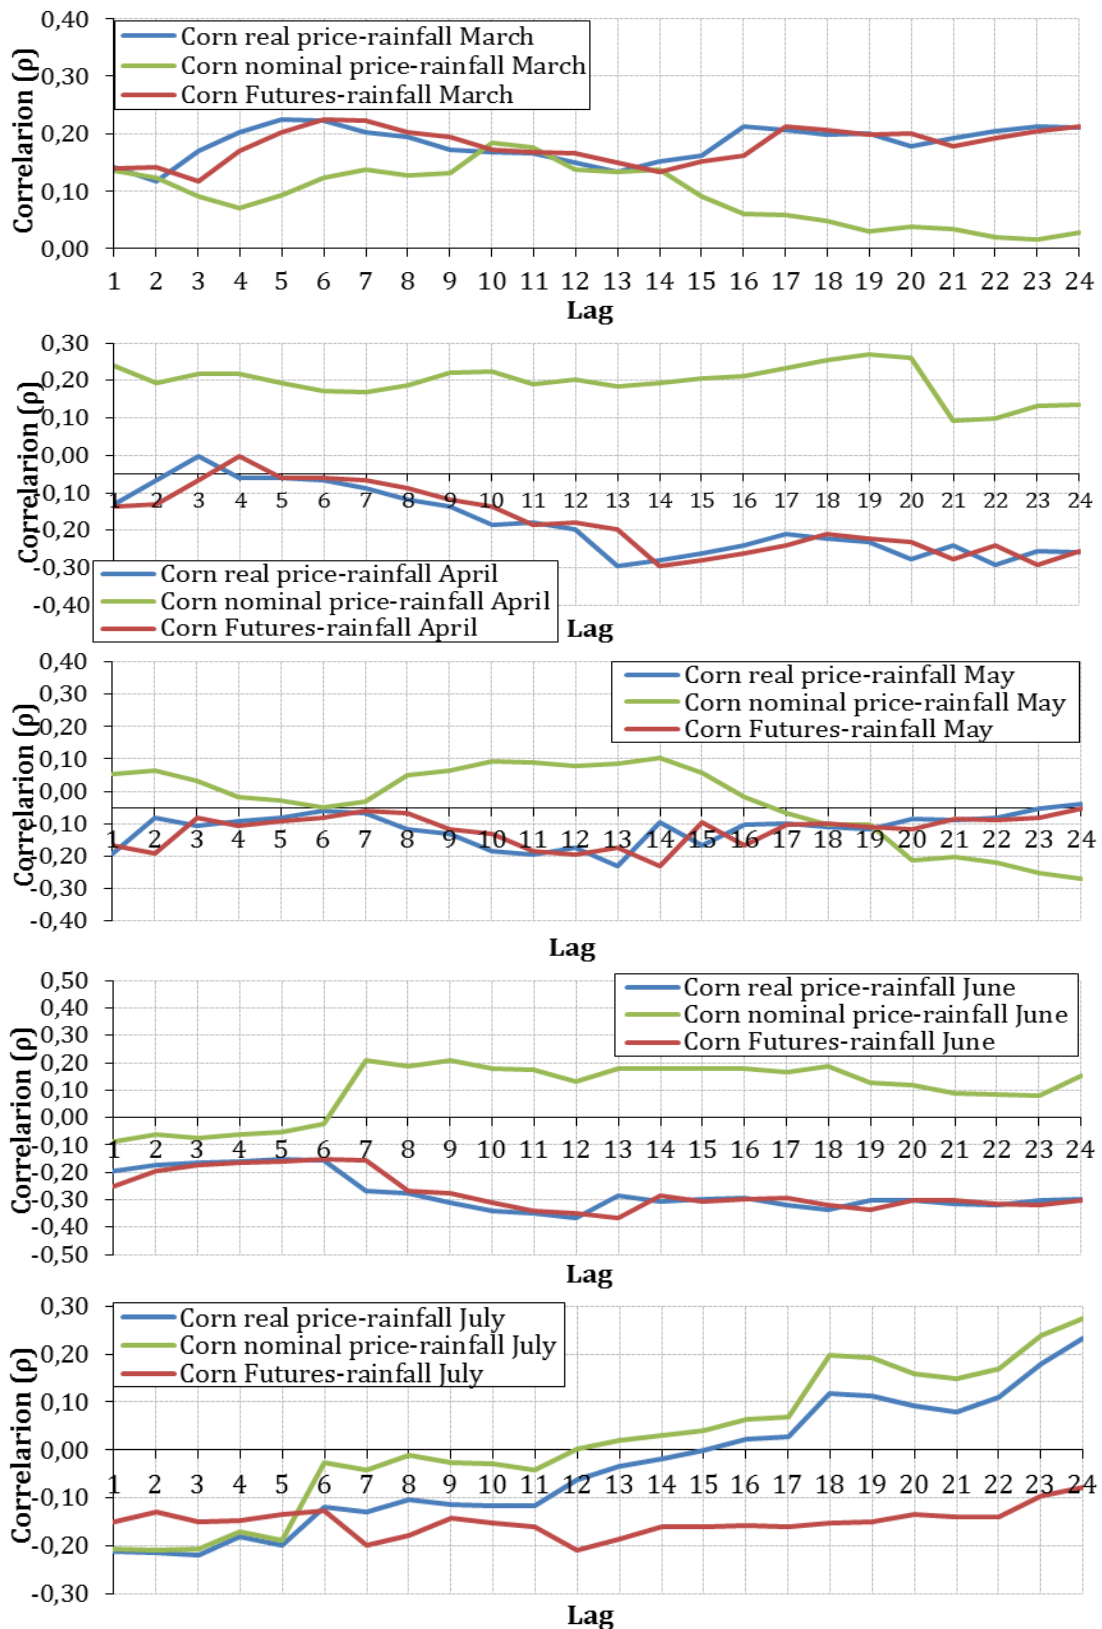 0,40
Corn real price-rainfall March
Corn nominal price-rainfall March
Corn Futures-rainfall March
0,30
0,20
0,10
0,00
Correlarion (ρ)
1 2 3 4 5 6 7 8 9 10 11 12 13 14 15 16 17 18 19 20 21 22 23 24
Lag
0,30
0,20
0,10
0,00
-0,10
-0,20
-0,30
-0,40
Correlarion (ρ)
1 2 3 4 5 6 7 8 9 10 11 12 13 14 15 16 17 18 19 20 21 22 23 24
Corn real price-rainfall April
Corn nominal price-rainfall April
Corn Futures-rainfall April
Lag
0,40
0,30
0,20
0,10
0,00
-0,10
-0,20
-0,30
-0,40
Correlarion (ρ)
Corn real price-rainfall May
Corn nominal price-rainfall May
Corn Futures-rainfall May
1 2 3 4 5 6 7 8 9 10 11 12 13 14 15 16 17 18 19 20 21 22 23 24
Lag
0,50
0,40
0,30
0,20
0,10
0,00
-0,10
-0,20
-0,30
-0,40
-0,50
Correlarion (ρ)
Corn real price-rainfall June
Corn nominal price-rainfall June
Corn Futures-rainfall June
1 2 3 4 5 6 7 8 9 10 11 12 13 14 15 16 17 18 19 20 21 22 23 24
Lag
0,30
0,20
0,10
0,00
-0,10
-0,20
-0,30
Correlarion (ρ)
Corn real price-rainfall July
Corn nominal price-rainfall July
Corn Futures-rainfall July
1 2 3 4 5 6 7 8 9 10 11 12 13 14 15 16 17 18 19 20 21 22 23 24
Lag